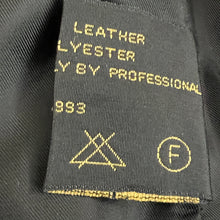 LEATHER
LYESTER
LY BY PROFESSIONAL
993
F